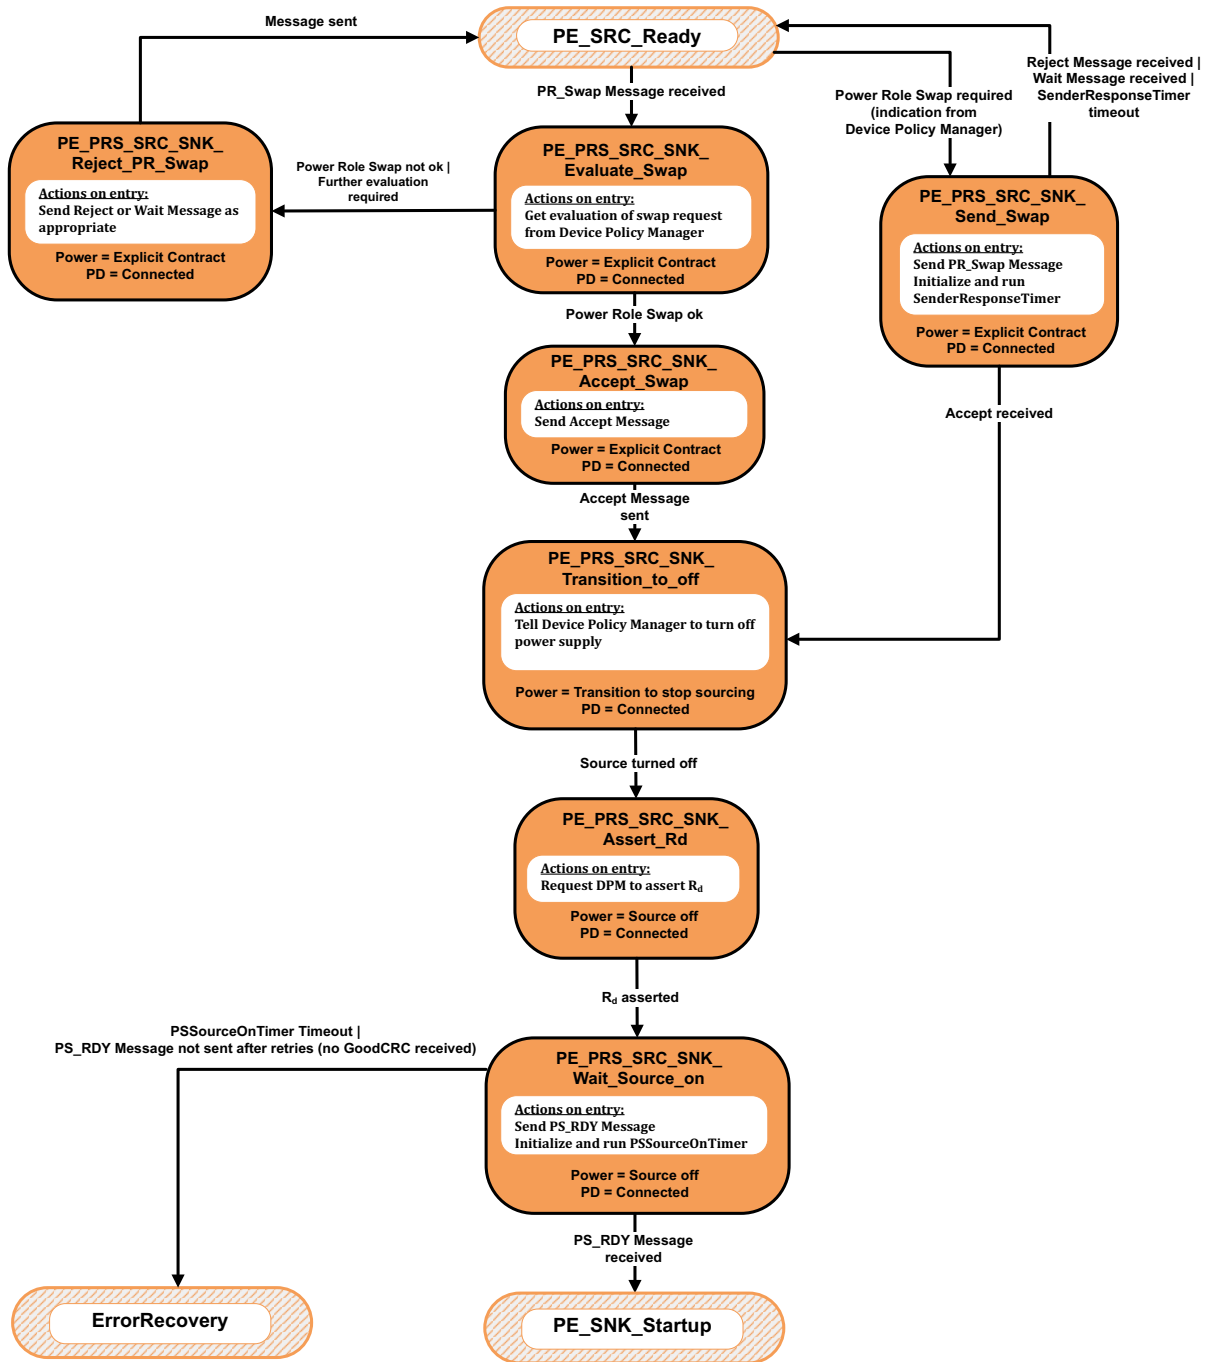 Message sent
PE_SRC_Ready
PR_Swap Message received
Reject Message received |
Wait Message received |
SenderResponseTimer
timeout
Power Role Swap required
(indication from
Device Policy Manager)
PE_PRS_SRC_SNK_
Reject_PR_Swap
Actions on entry:
Send Reject or Wait Message as
appropriate
Power = Explicit Contract
PD = Connected
Power Role Swap not ok |
Further evaluation
required
PE_PRS_SRC_SNK_
Evaluate_Swap
Actions on entry:
Get evaluation of swap request
from Device Policy Manager
Power = Explicit Contract
PD = Connected
PE_PRS_SRC_SNK_
Send_Swap
Actions on entry:
Send PR_Swap Message
Initialize and run
SenderResponseTimer
Power = Explicit Contract
PD = Connected
Power Role Swap ok
PE_PRS_SRC_SNK_
Accept_Swap
Actions on entry:
Send Accept Message
Power = Explicit Contract
PD = Connected
Accept received
Accept Message
sent
PE_PRS_SRC_SNK_
Transition_to_off
Actions on entry:
Tell Device Policy Manager to turn off
power supply
Power = Transition to stop sourcing
PD = Connected
Source turned off
PE_PRS_SRC_SNK_
Assert_Rd
Actions on entry:
Request DPM to assert Rd
Power = Source off
PD = Connected
Rd asserted
PSSourceOnTimer Timeout |
PS_RDY Message not sent after retries (no GoodCRC received)
PE_PRS_SRC_SNK_
Wait_Source_on
Actions on entry:
Send PS_RDY Message
Initialize and run PSSourceOnTimer
Power = Source off
PD = Connected
PS_RDY Message
received
ErrorRecovery
PE_SNK_Startup